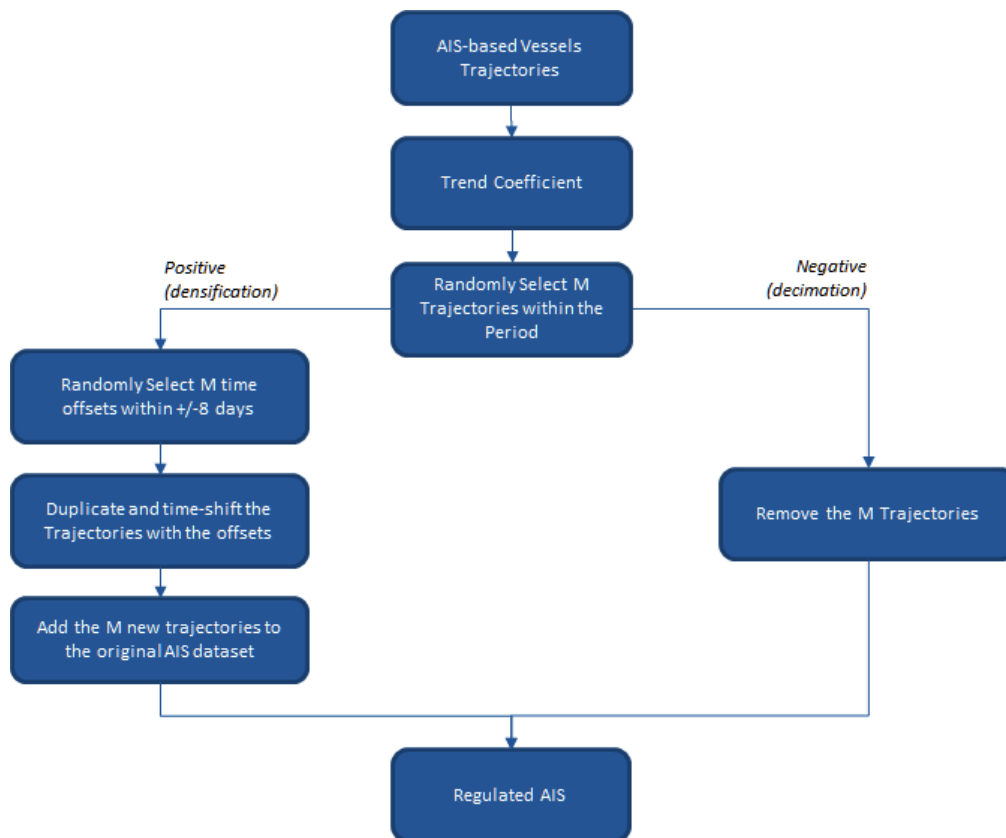 AIS-based Vessels
Trajectories
Trend Coefficient
Positive
(densification)
Randomly Select M
Trajectories within the
Period
Negative
(decimation)
Randomly Select M time
offsets within +/-8 days
Duplicate and time-shift the
Trajectories with the offsets
Remove the M Trajectories
Add the M new trajectories to
the original AIS dataset
Regulated AIS